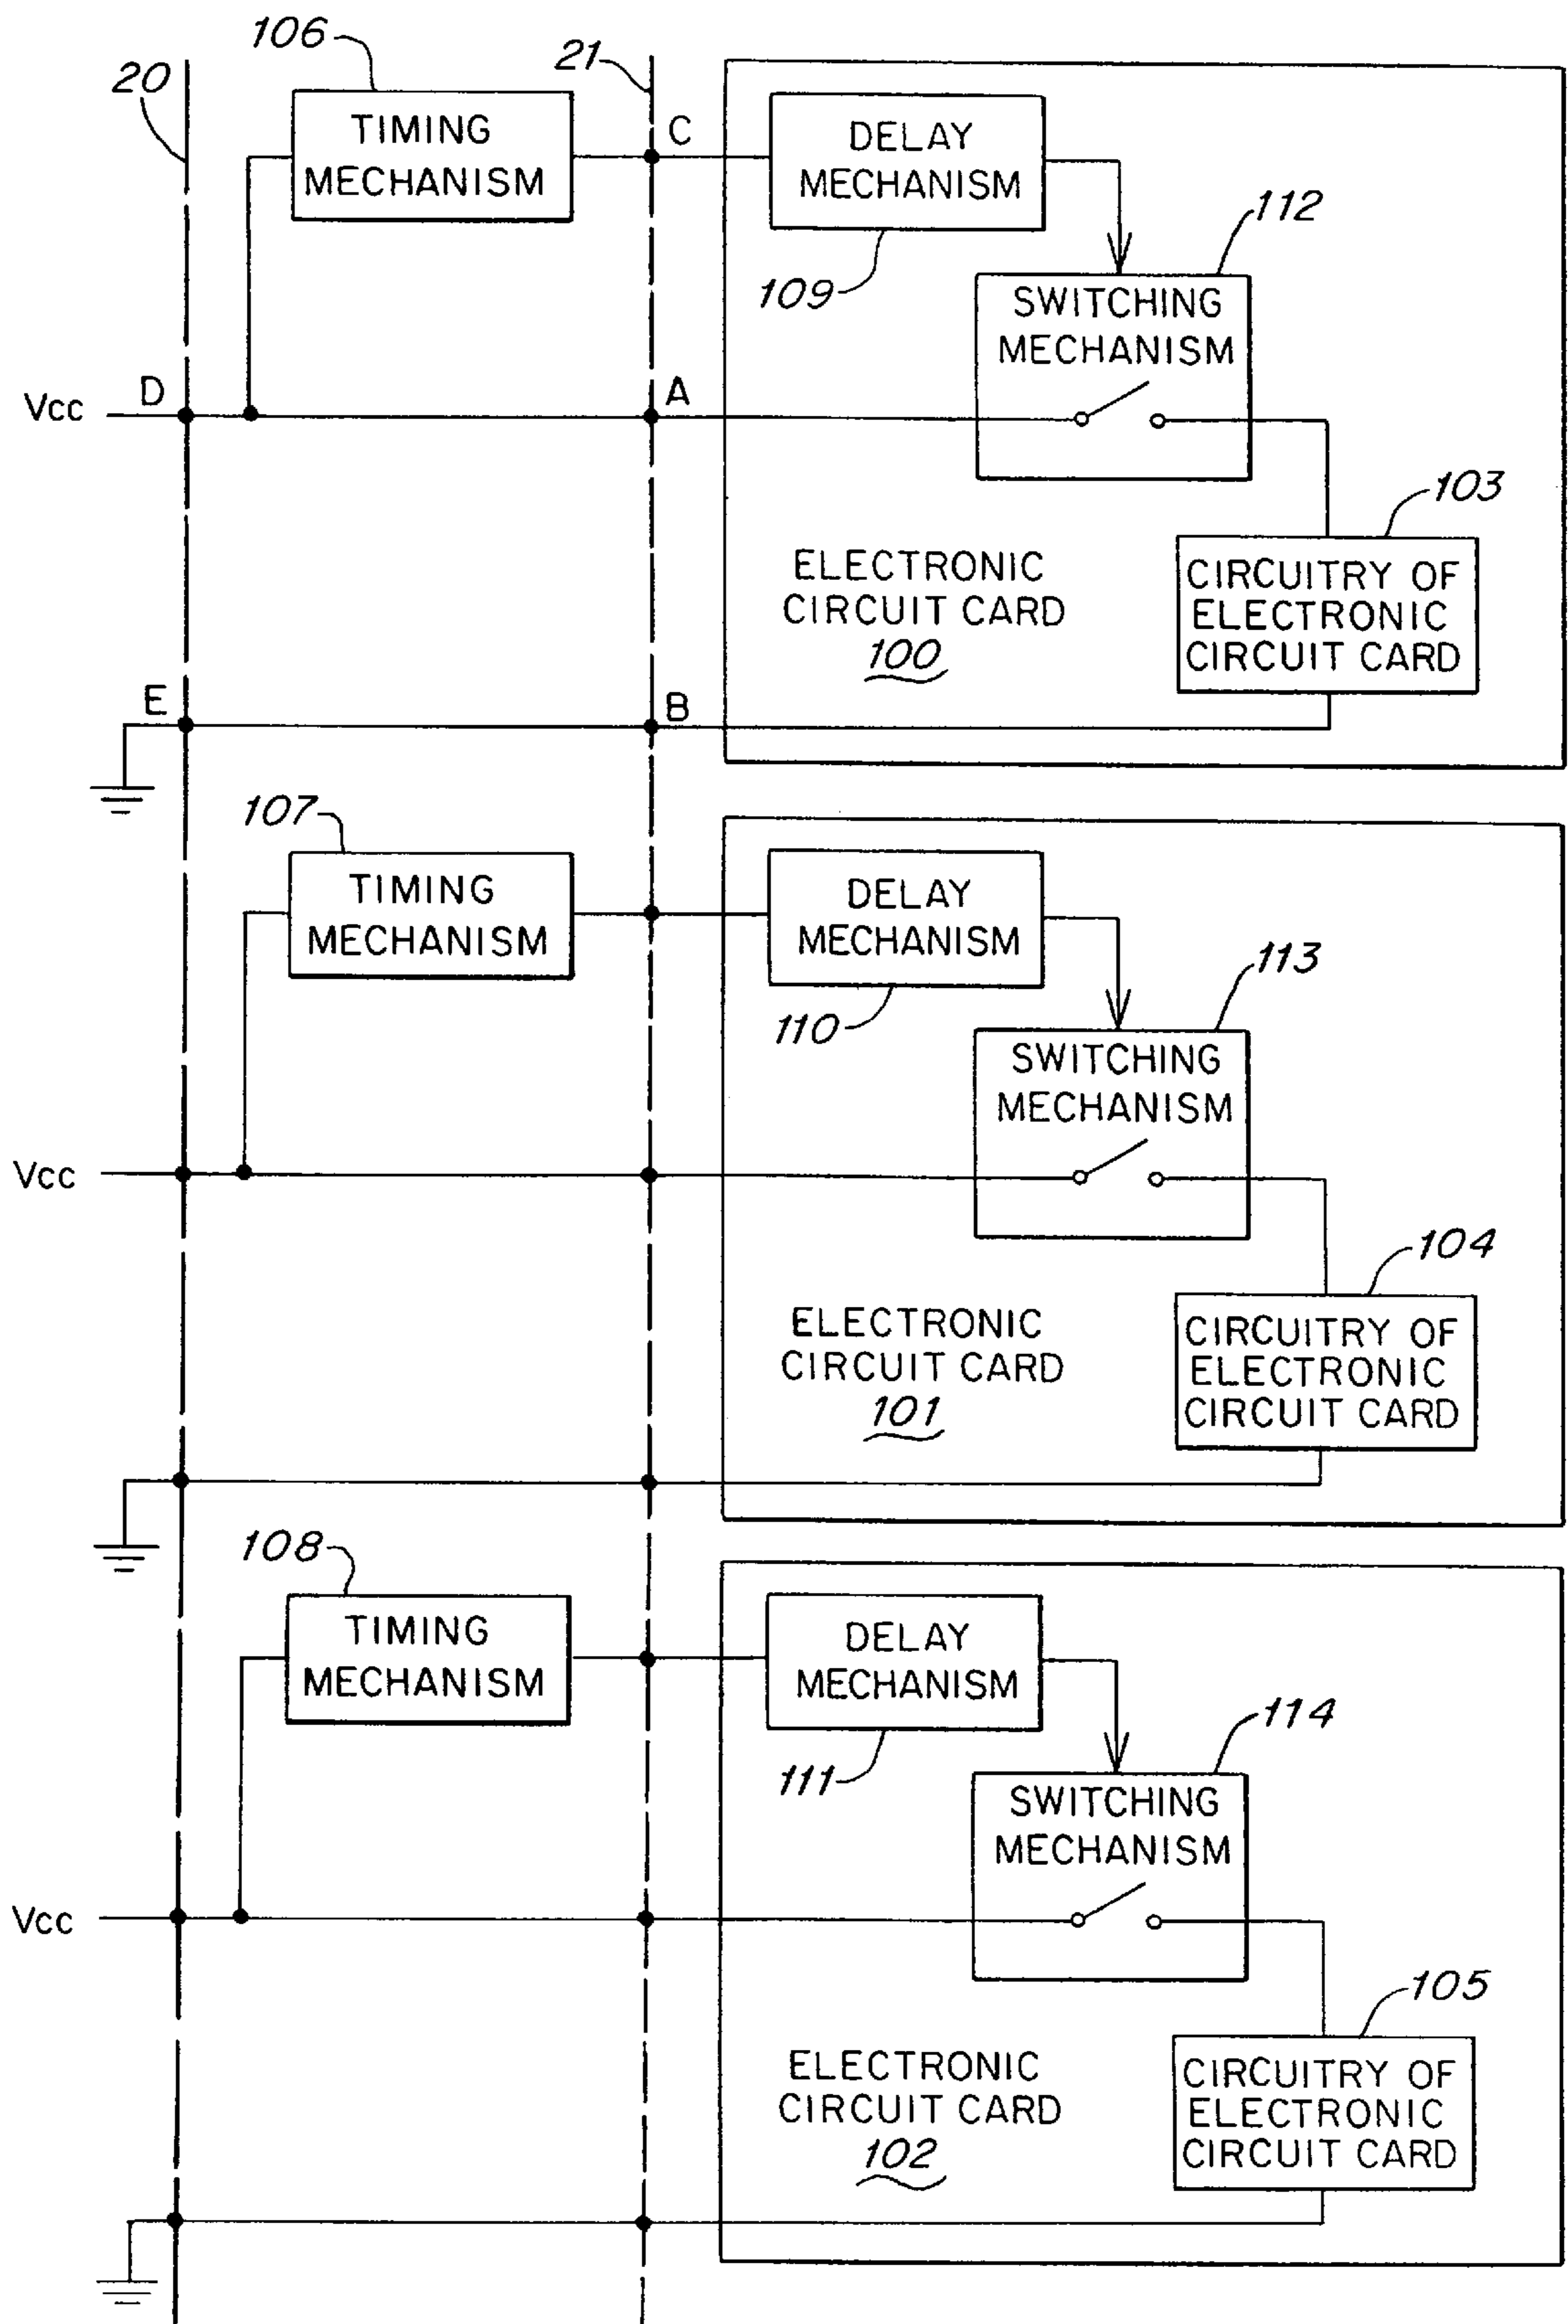 106
20
21
TIMING
MECHANISM
C
DELAY
MECHANISM
109
112
SWITCHING
MECHANISM
Vcc
D
A
103
CIRCUITRY OF
ELECTRONIC
CIRCUIT CARD
ELECTRONIC
CIRCUIT CARD
100
E
B
107
TIMING
MECHANISM
DELAY
MECHANISM
110
113
SWITCHING
MECHANISM
Vcc
104
CIRCUITRY OF
ELECTRONIC
CIRCUIT CARD
ELECTRONIC
CIRCUIT CARD
101
108
TIMING
MECHANISM
DELAY
MECHANISM
111
114
SWITCHING
MECHANISM
Vcc
105
CIRCUITRY OF
ELECTRONIC
CIRCUIT CARD
ELECTRONIC
CIRCUIT CARD
102